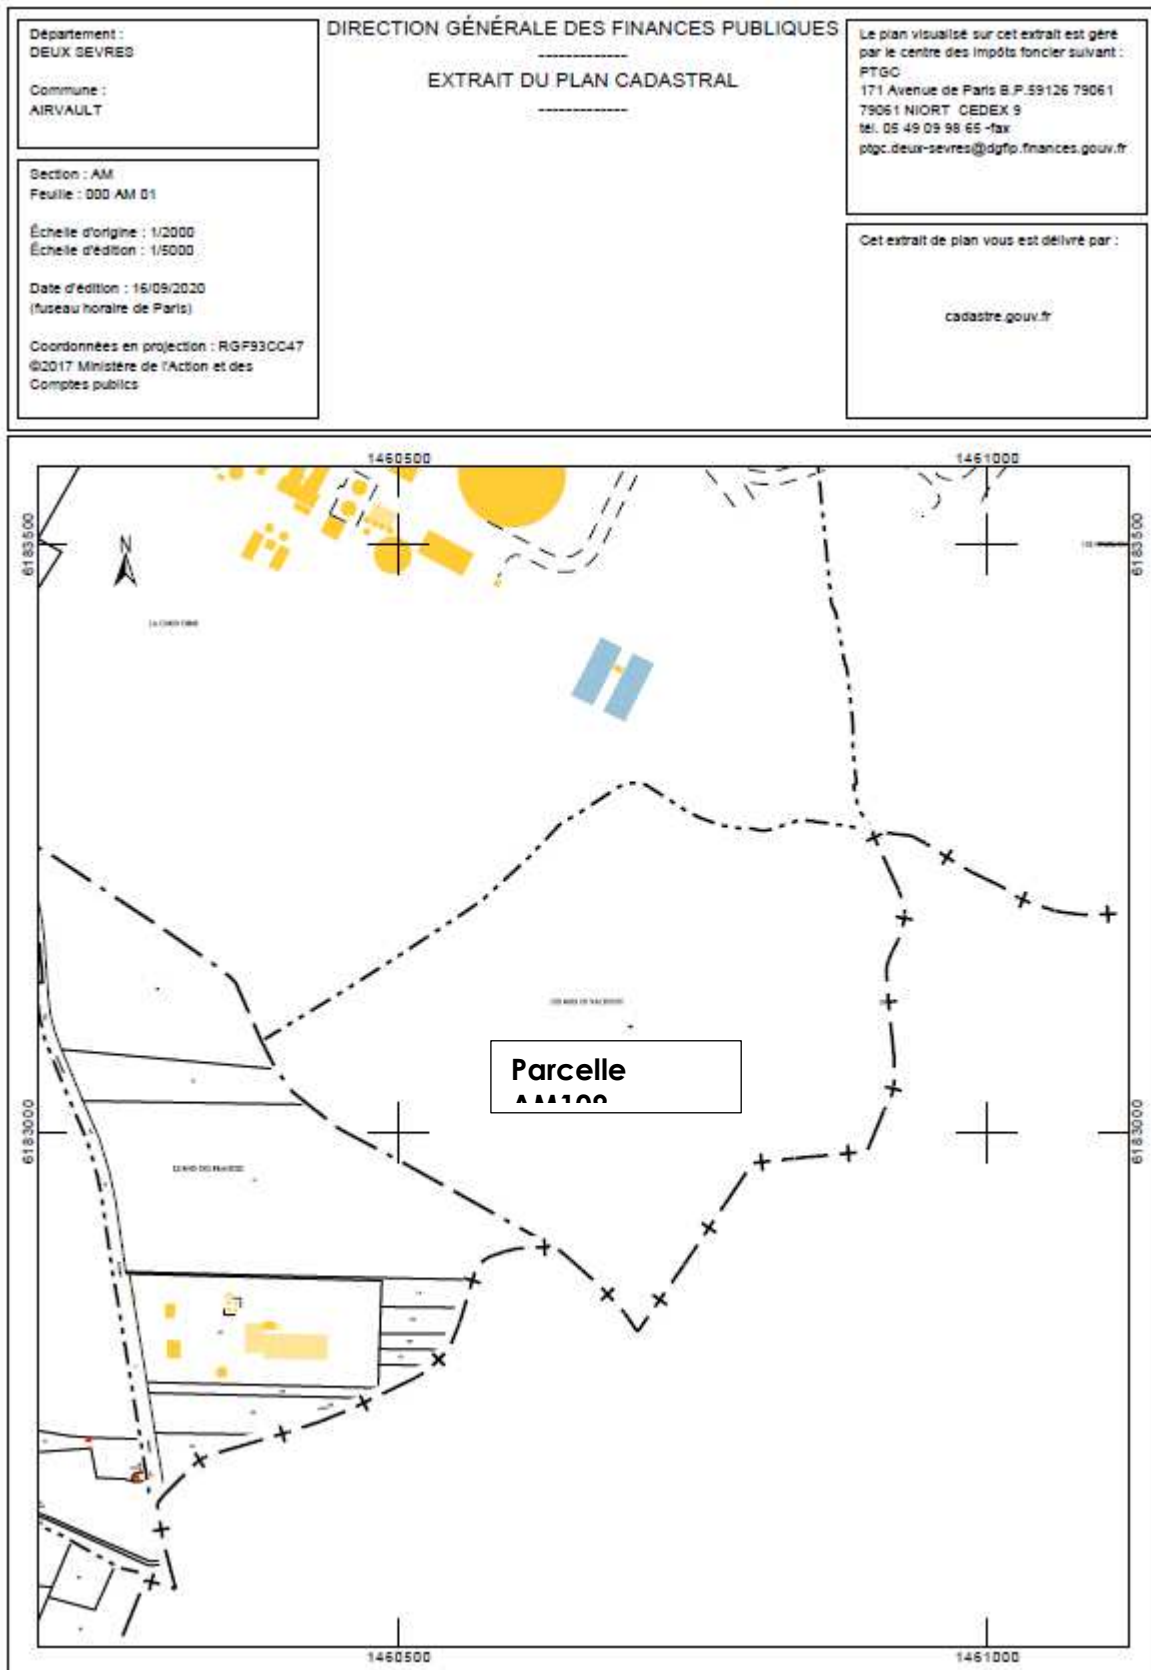 Département :
DEUX SEVRES
Commune :
AIRVAULT
Section : AM
Feuille : 000 AM 01
Échelle d'origine : 1/2000
Échelle d'édition : 1/5000
Date d'édition : 16/09/2020
(fuseau horaire de Paris)
Coordonnées en projection : RGF93CC47
©2017 Ministère de l'Action et des
Comptes publics
DIRECTION GÉNÉRALE DES FINANCES PUBLIQUES
-------------
EXTRAIT DU PLAN CADASTRAL
-------------
Le plan visualisé sur cet extrait est géré
par le centre des impôts foncier suivant :
PTGC
171 Avenue de Paris B.P.59126 79061
79061 NIORT CEDEX 9
tél. 05 49 09 98 65 -fax
ptgc.deux-sevres@dgfip.finances.gouv.fr
Cet extrait de plan vous est délivré par :
cadastre.gouv.fr
1460500
1461000
6183500
6183500
N
Parcelle
AM109
6183000
6183000
1460500
1461000